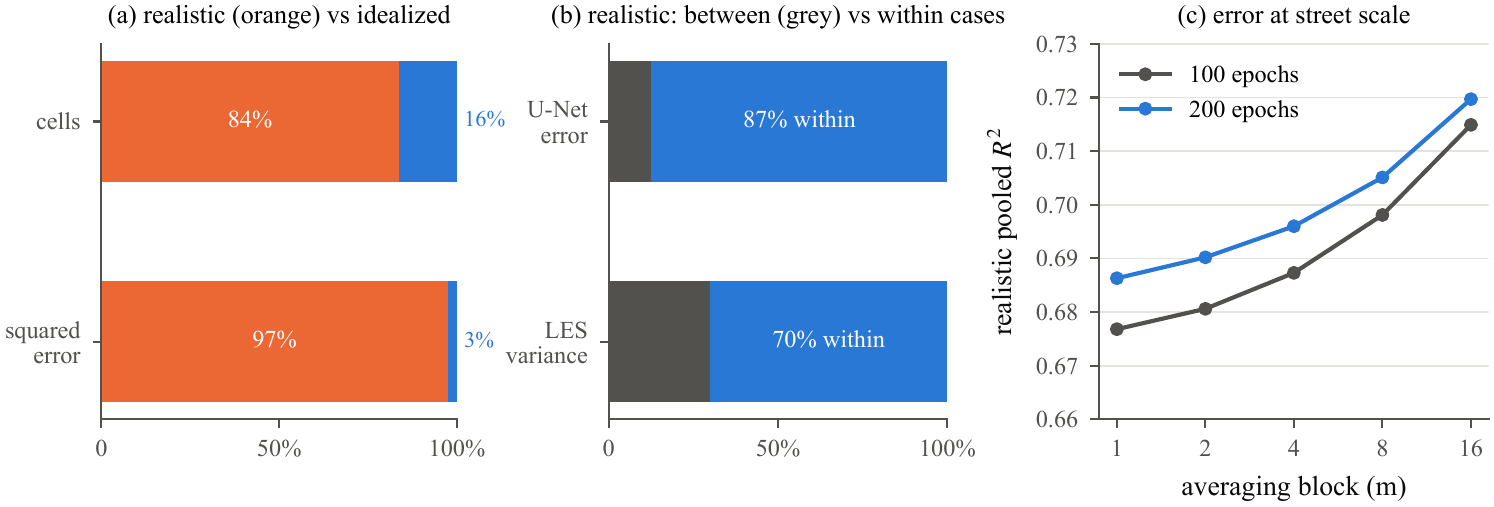 (a) realistic (orange) vs idealized
cells
84%
16%
squared
error
97%
3%
0
50%
100%
(b) realistic: between (grey) vs within cases
U-Net
error
87% within
LES
variance
70% within
0
50%
100%
(c) error at street scale
realistic pooled R²
0.73
0.72
0.71
0.70
0.69
0.68
0.67
0.66
100 epochs
200 epochs
1
2
4
8
16
averaging block (m)